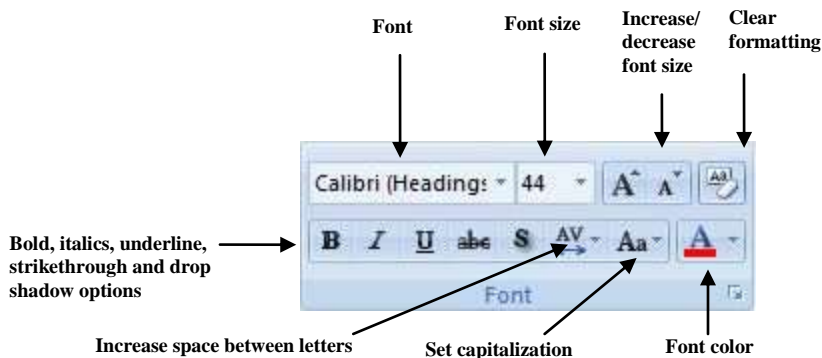 Font
Font size
Increase/
decrease
font size
Clear
formatting
Calibri (Headings
44
A A Aa
Bold, italics, underline,
strikethrough and drop
shadow options
B I U abc S AV Aa A
Font
Increase space between letters
Set capitalization
Font color